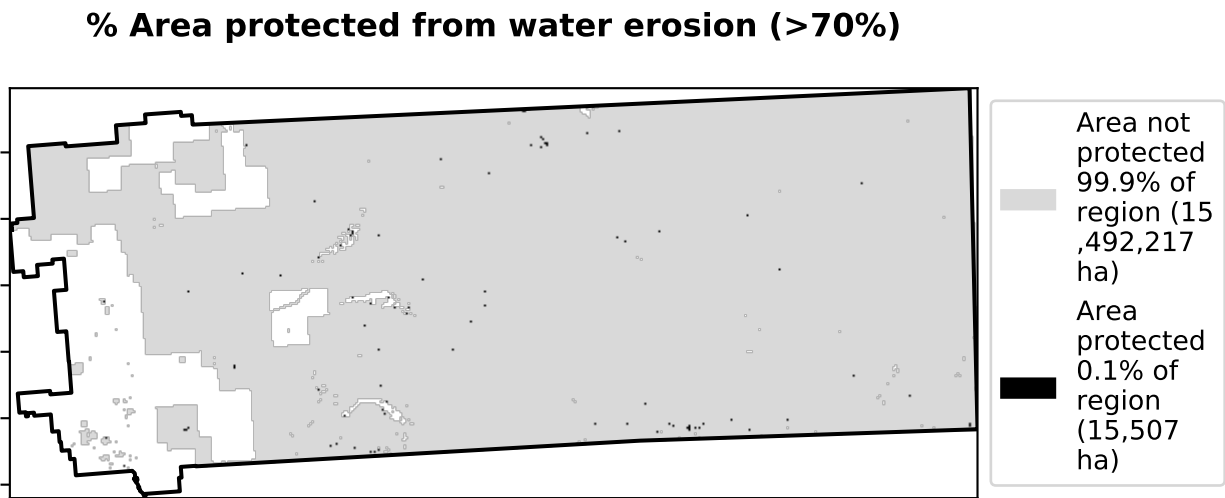 % Area protected from water erosion (>70%)
Area not
protected
99.9% of
region (15
,492,217
ha)
Area
protected
0.1% of
region
(15,507
ha)